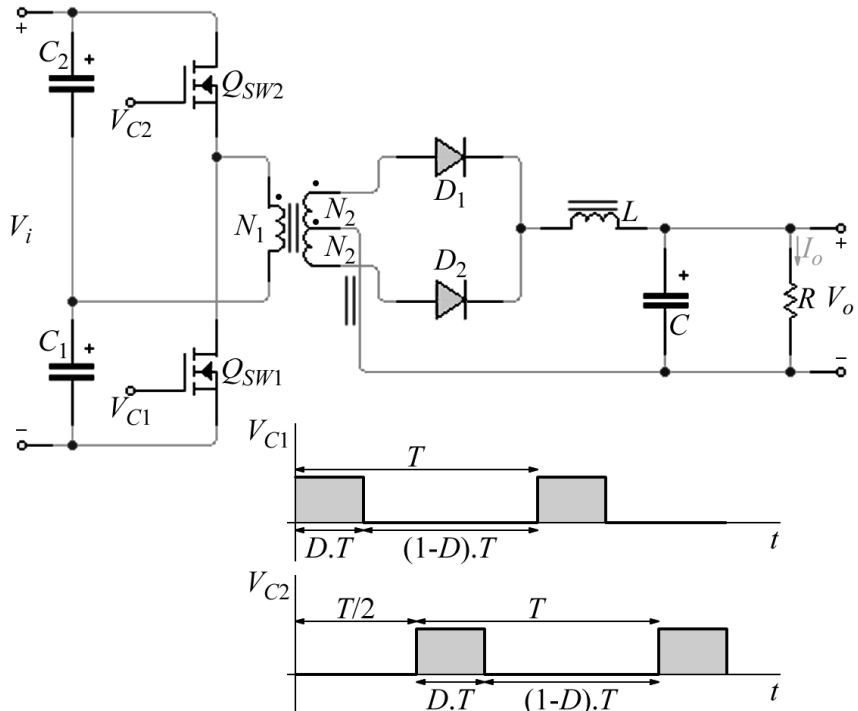 +
C2 +
QSW2
VC2
D1
N1 N2
N2
L
Vi
D2
Io
+
+
C
R Vo
C1 +
QSW1
VC1
−
−
VC1
T
D.T (1-D).T t
VC2
T/2 T
D.T (1-D).T t